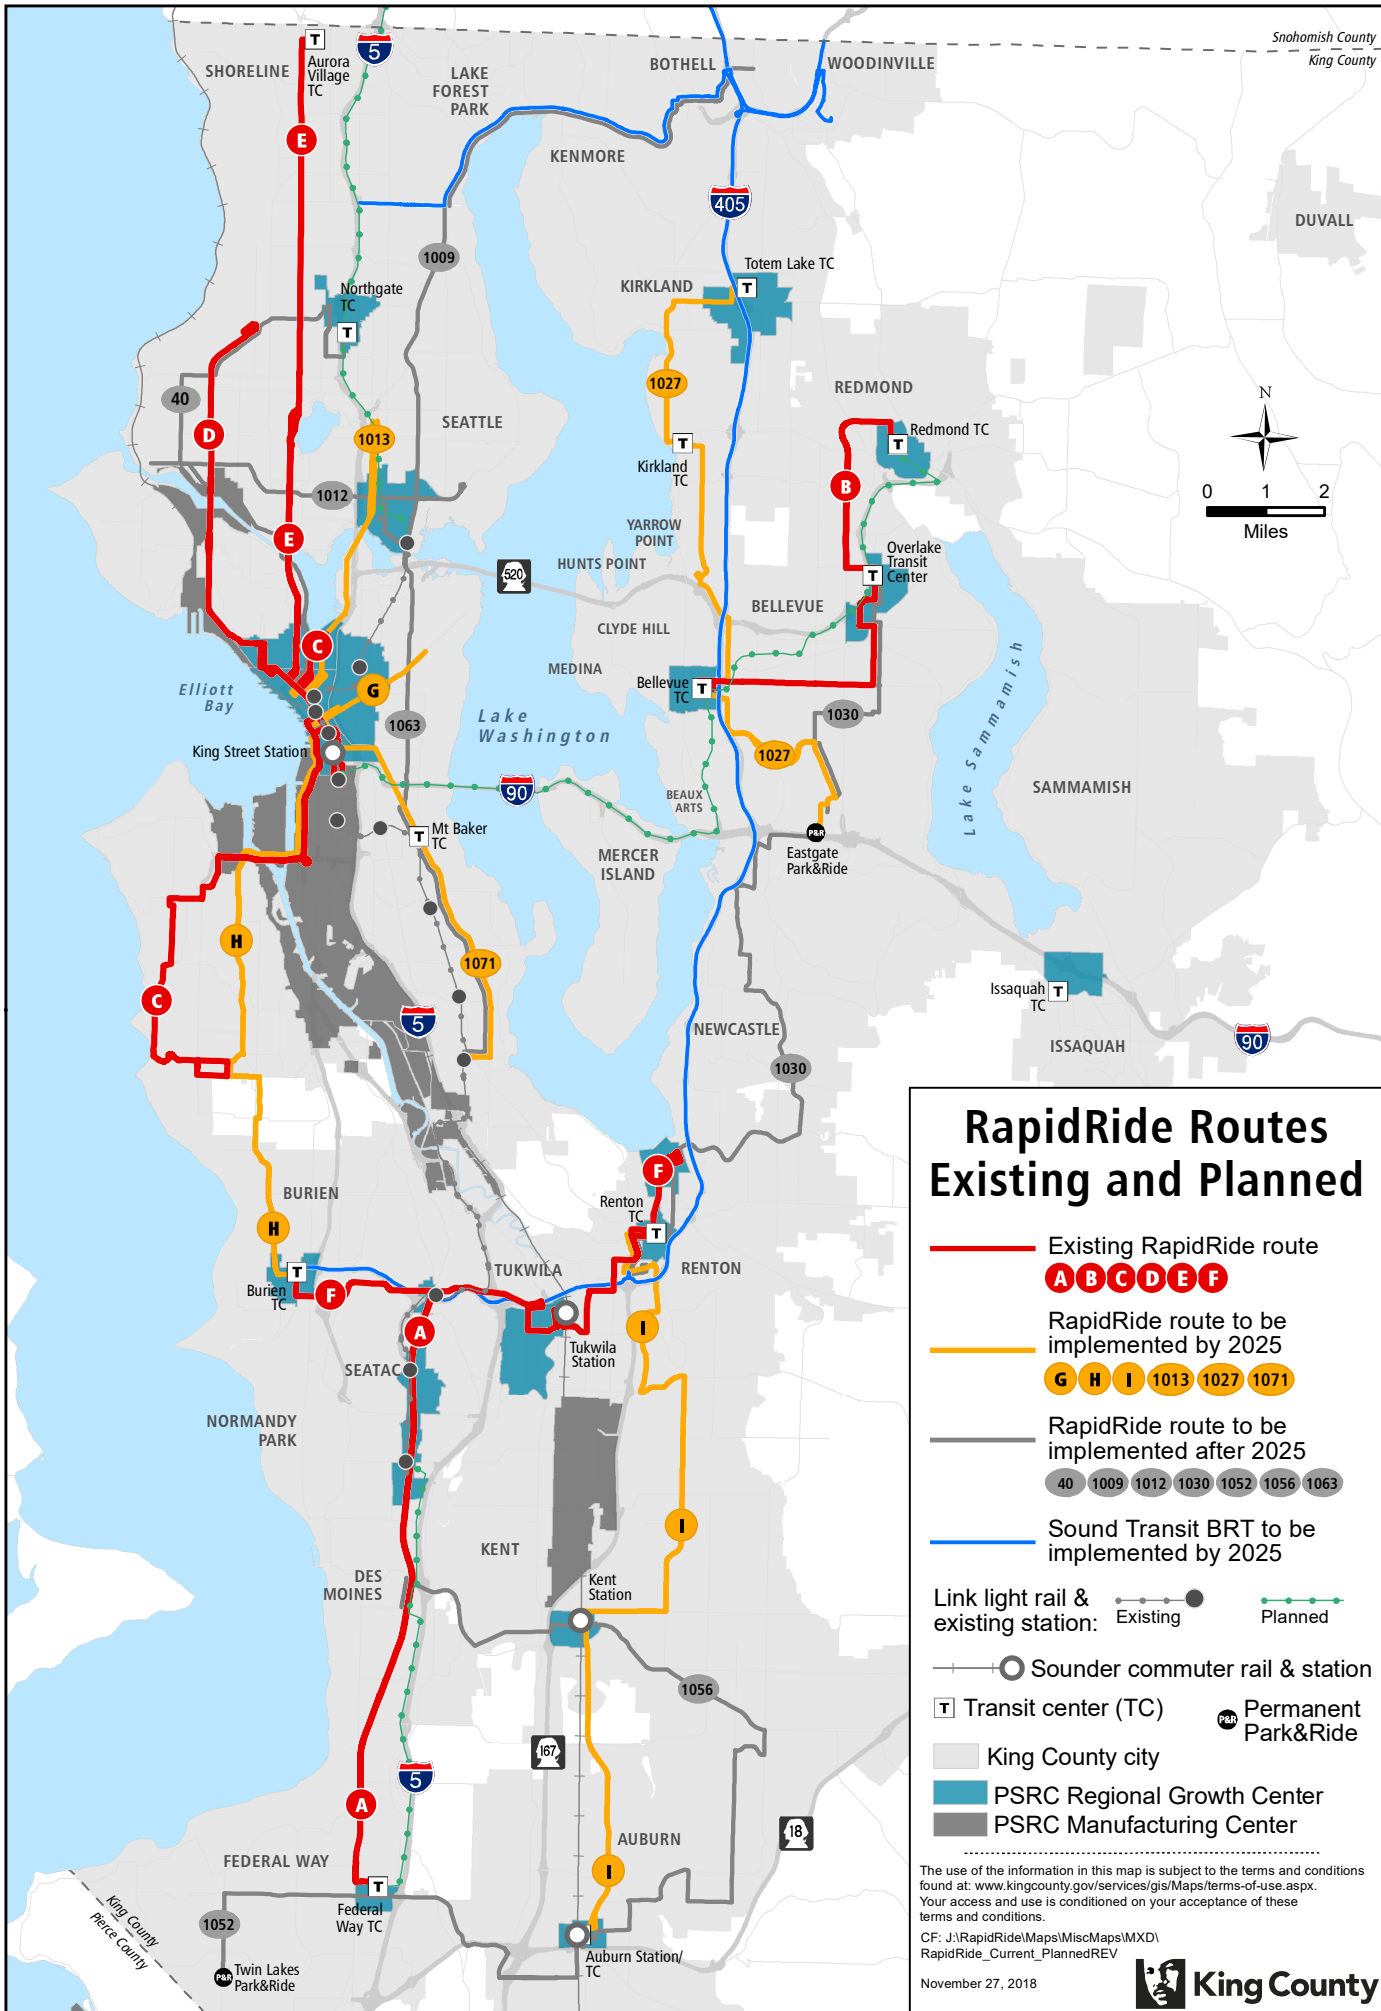 Snohomish County
King County
SHORELINE
T
Aurora
Village
TC
5
LAKE
FOREST
PARK
BOTHELL
WOODINVILLE
E
KENMORE
405
DUVALL
1009
Totem Lake TC
T
KIRKLAND
Northgate
TC
T
1027
REDMOND
40
D
1013
SEATTLE
Redmond TC
T
Kirkland
TC
T
N
B
1012
0 1 2
Miles
E
YARROW
POINT
HUNTS POINT
520
Overlake
Transit
Center
T
BELLEVUE
CLYDE HILL
C
MEDINA
Bellevue
TC
T
G
Elliott
Bay
Lake
Washington
1063
1030
Lake Sammamish
King Street Station
1027
SAMMAMISH
90
BEAUX
ARTS
T
Mt Baker
TC
P&R
Eastgate
Park&Ride
MERCER
ISLAND
H
1071
C
Issaquah
TC
T
5
NEWCASTLE
ISSAQUAH
90
1030
F
BURIEN
Renton
TC
T
H
TUKWILA
RENTON
Burien
TC
T
F
A
I
Tukwila
Station
SEATAC
NORMANDY
PARK
I
KENT
DES
MOINES
Kent
Station
1056
167
5
A
18
AUBURN
FEDERAL WAY
I
T
Federal
Way TC
King County
Pierce County
1052
Auburn Station/
TC
P&R
Twin Lakes
Park&Ride
RapidRide Routes
Existing and Planned
Existing RapidRide route
A B C D E F
RapidRide route to be
implemented by 2025
G H I 1013 1027 1071
RapidRide route to be
implemented after 2025
40 1009 1012 1030 1052 1056 1063
Sound Transit BRT to be
implemented by 2025
Link light rail &
existing station:
Existing
Planned
Sounder commuter rail & station
T Transit center (TC)
P&R Permanent
Park&Ride
King County city
PSRC Regional Growth Center
PSRC Manufacturing Center
The use of the information in this map is subject to the terms and conditions
found at: www.kingcounty.gov/services/gis/Maps/terms-of-use.aspx.
Your access and use is conditioned on your acceptance of these
terms and conditions.
CF: J:\RapidRide\Maps\MiscMaps\MXD\
RapidRide_Current_PlannedREV
November 27, 2018
King County